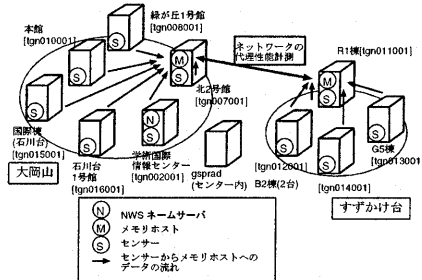 緑が丘1号館
[tgn008001]
本館
[tgn010001]
S
S
M
S
北2号館
[tgn007001]
ネットワークの
代理性能計測
R1棟[tgn011001]
M
S
S
国際棟
(石川台)
[tgn015001]
S
石川台
1号館
[tgn016001]
N
S
学術国際
情報センター
[tgn002001]
gsprad
(センター内)
大岡山
S
[tgn012001]
B2棟(2台)
S
[tgn014001]
S
G5棟
[tgn013001]
すずかけ台
N NWS ネームサーバ
M メモリホスト
S センサー
センサーからメモリホストへの
データの流れ